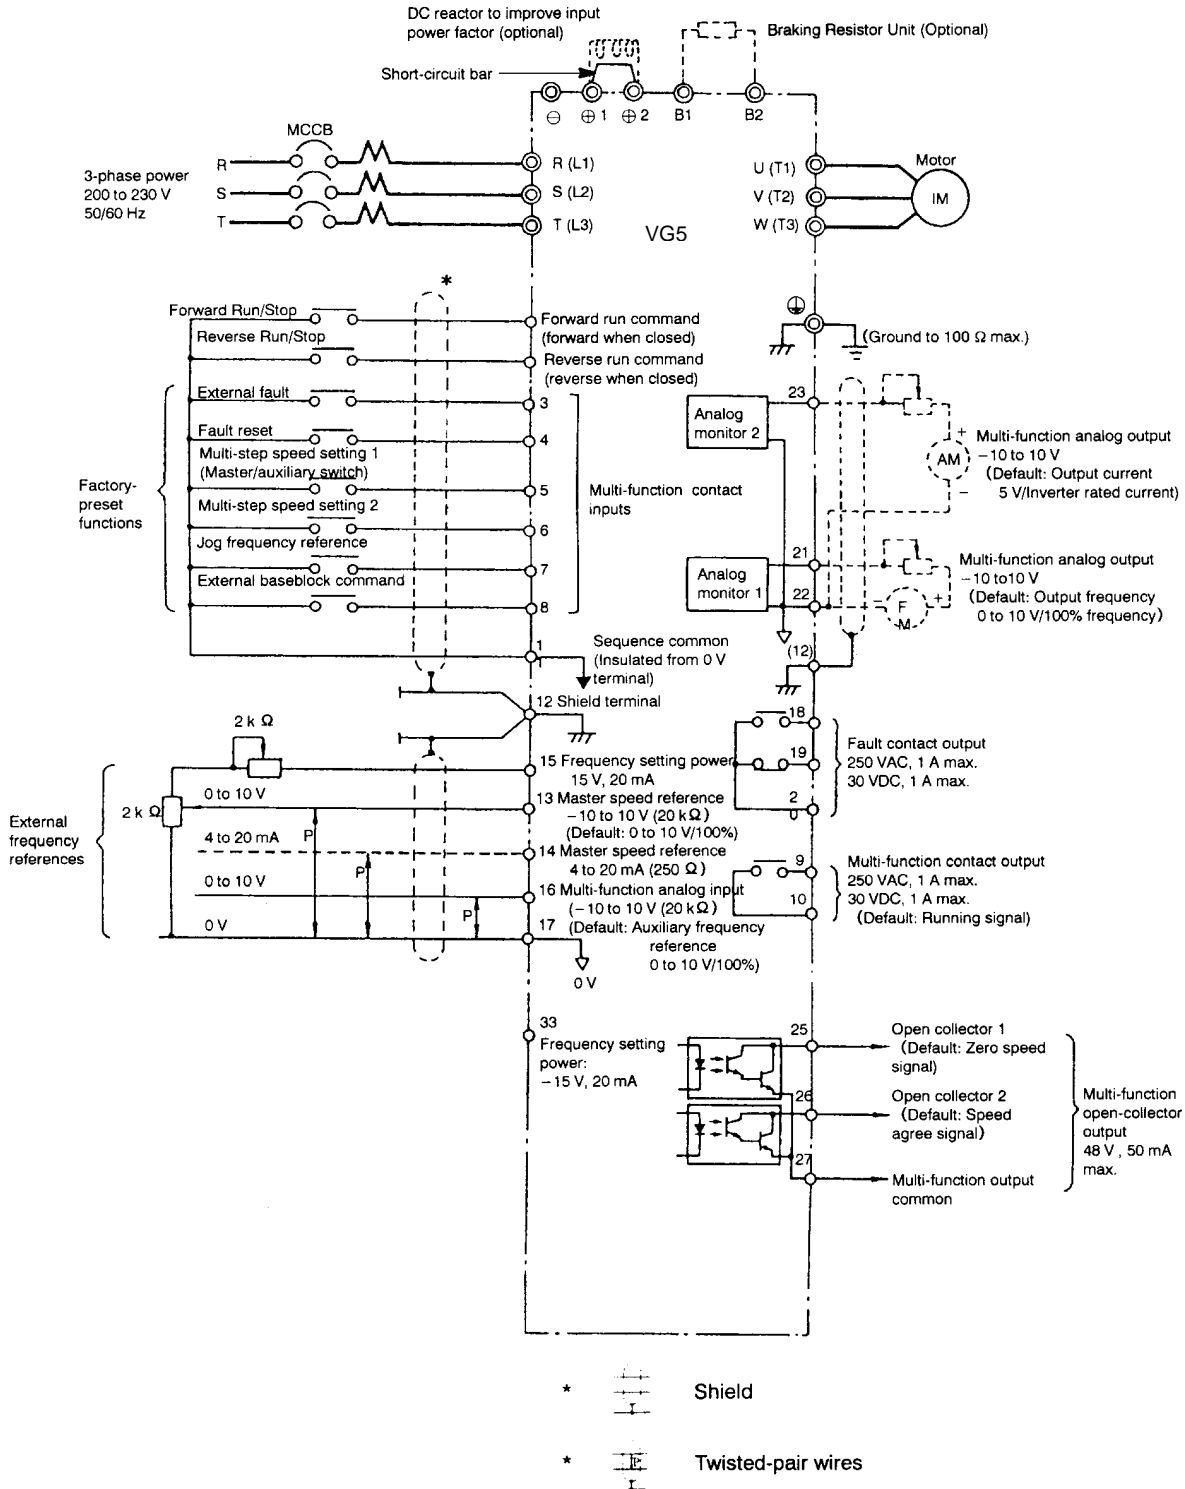 DC reactor to improve input
power factor (optional)
Braking Resistor Unit (Optional)
Short-circuit bar
⊖ ⊕ 1 ⊕ 2 B1 B2
MCCB
3-phase power
200 to 230 V
50/60 Hz
R
S
T
R (L1)
S (L2)
T (L3)
VG5
U (T1)
V (T2)
W (T3)
Motor
IM
*
Forward Run/Stop
Reverse Run/Stop
External fault
Fault reset
Multi-step speed setting 1
(Master/auxiliary switch)
Multi-step speed setting 2
Jog frequency reference
External baseblock command
Factory-
preset
functions
Forward run command
(forward when closed)
Reverse run command
(reverse when closed)
3
4
5
6
7
8
Multi-function contact
inputs
1
Sequence common
(Insulated from 0 V
terminal)
12 Shield terminal
(Ground to 100 Ω max.)
Analog
monitor 2
23
AM
+
−
Multi-function analog output
−10 to 10 V
(Default: Output current
5 V/Inverter rated current)
Analog
monitor 1
21
22
F
M
−
+
Multi-function analog output
−10 to10 V
(Default: Output frequency
0 to 10 V/100% frequency)
(12)
External
frequency
references
2 k Ω
2 k Ω
0 to 10 V
4 to 20 mA
0 to 10 V
0 V
P
P
P
15 Frequency setting power
15 V, 20 mA
13 Master speed reference
−10 to 10 V (20 kΩ)
(Default: 0 to 10 V/100%)
14 Master speed reference
4 to 20 mA (250 Ω)
16 Multi-function analog input
(−10 to 10 V (20 kΩ)
17 (Default: Auxiliary frequency
reference
0 to 10 V/100%)
0 V
18
19
2
0
Fault contact output
250 VAC, 1 A max.
30 VDC, 1 A max.
9
10
Multi-function contact output
250 VAC, 1 A max.
30 VDC, 1 A max.
(Default: Running signal)
33
Frequency setting
power:
−15 V, 20 mA
25
Open collector 1
(Default: Zero speed
signal)
26
Open collector 2
(Default: Speed
agree signal)
27
Multi-function output
common
Multi-function
open-collector
output
48 V , 50 mA
max.
* Shield
* P Twisted-pair wires